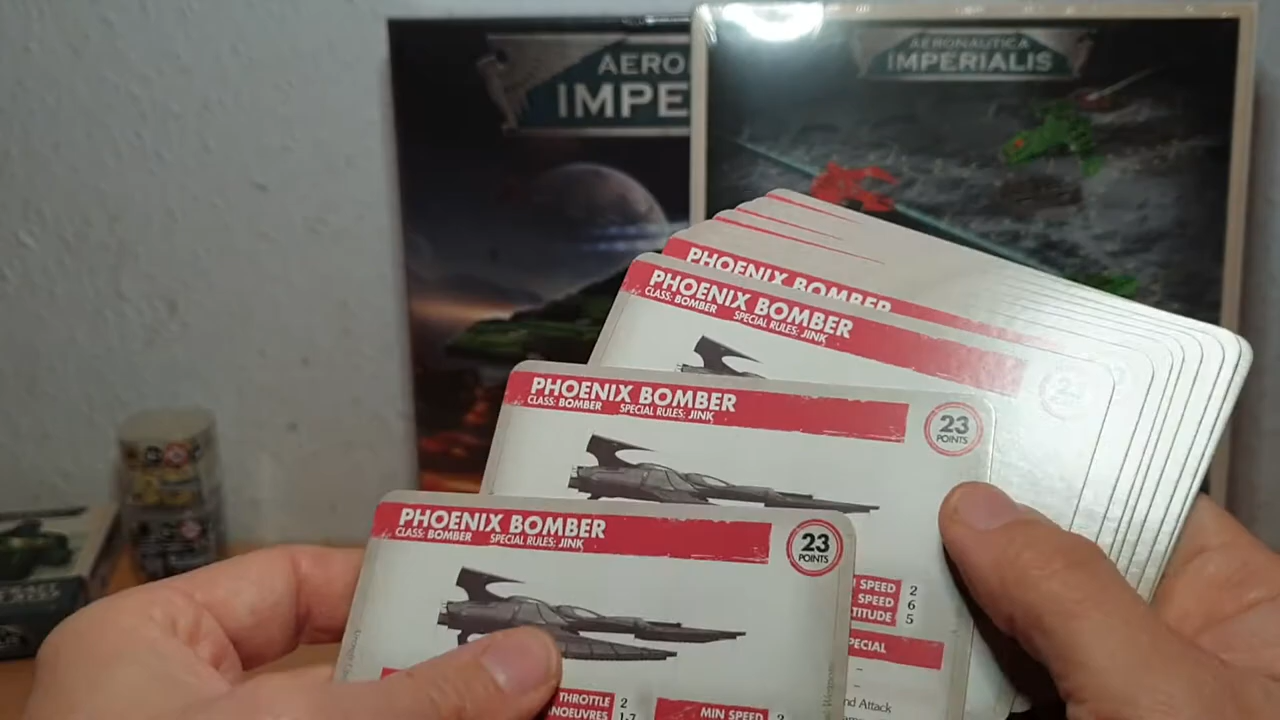 AERO
IMPE
AERONAUTICA
IMPERIALIS
PHOENIX BOMBER
PHOENIX BOMBER
CLASS: BOMBER SPECIAL RULES: JINK
PHOENIX BOMBER
CLASS: BOMBER SPECIAL RULES: JINK
23
POINTS
SPEED 2
SPEED 6
TITUDE 5
PECIAL
nd Attack
PHOENIX BOMBER
CLASS: BOMBER SPECIAL RULES: JINK
23
POINTS
THROTTLE 2
NOEUVRES 1-7
MIN SPEED